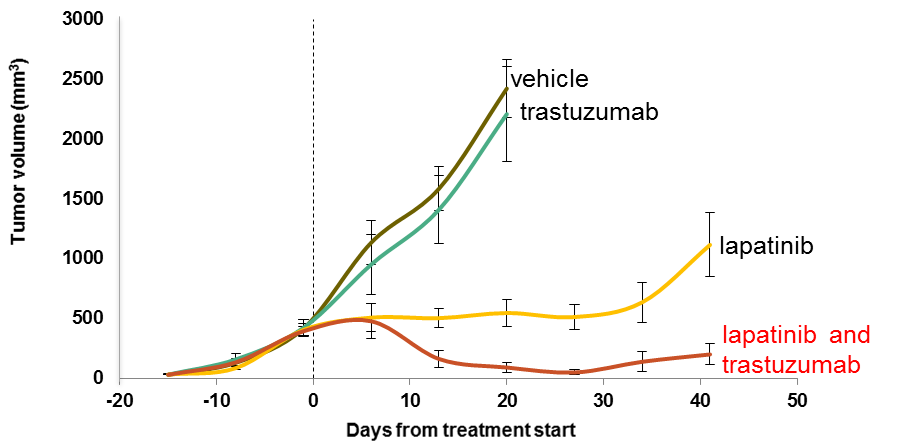 3000
2500
2000
1500
1000
500
0
Tumor volume (mm³)
vehicle
trastuzumab
lapatinib
lapatinib and
trastuzumab
-20 -10 0 10 20 30 40 50
Days from treatment start